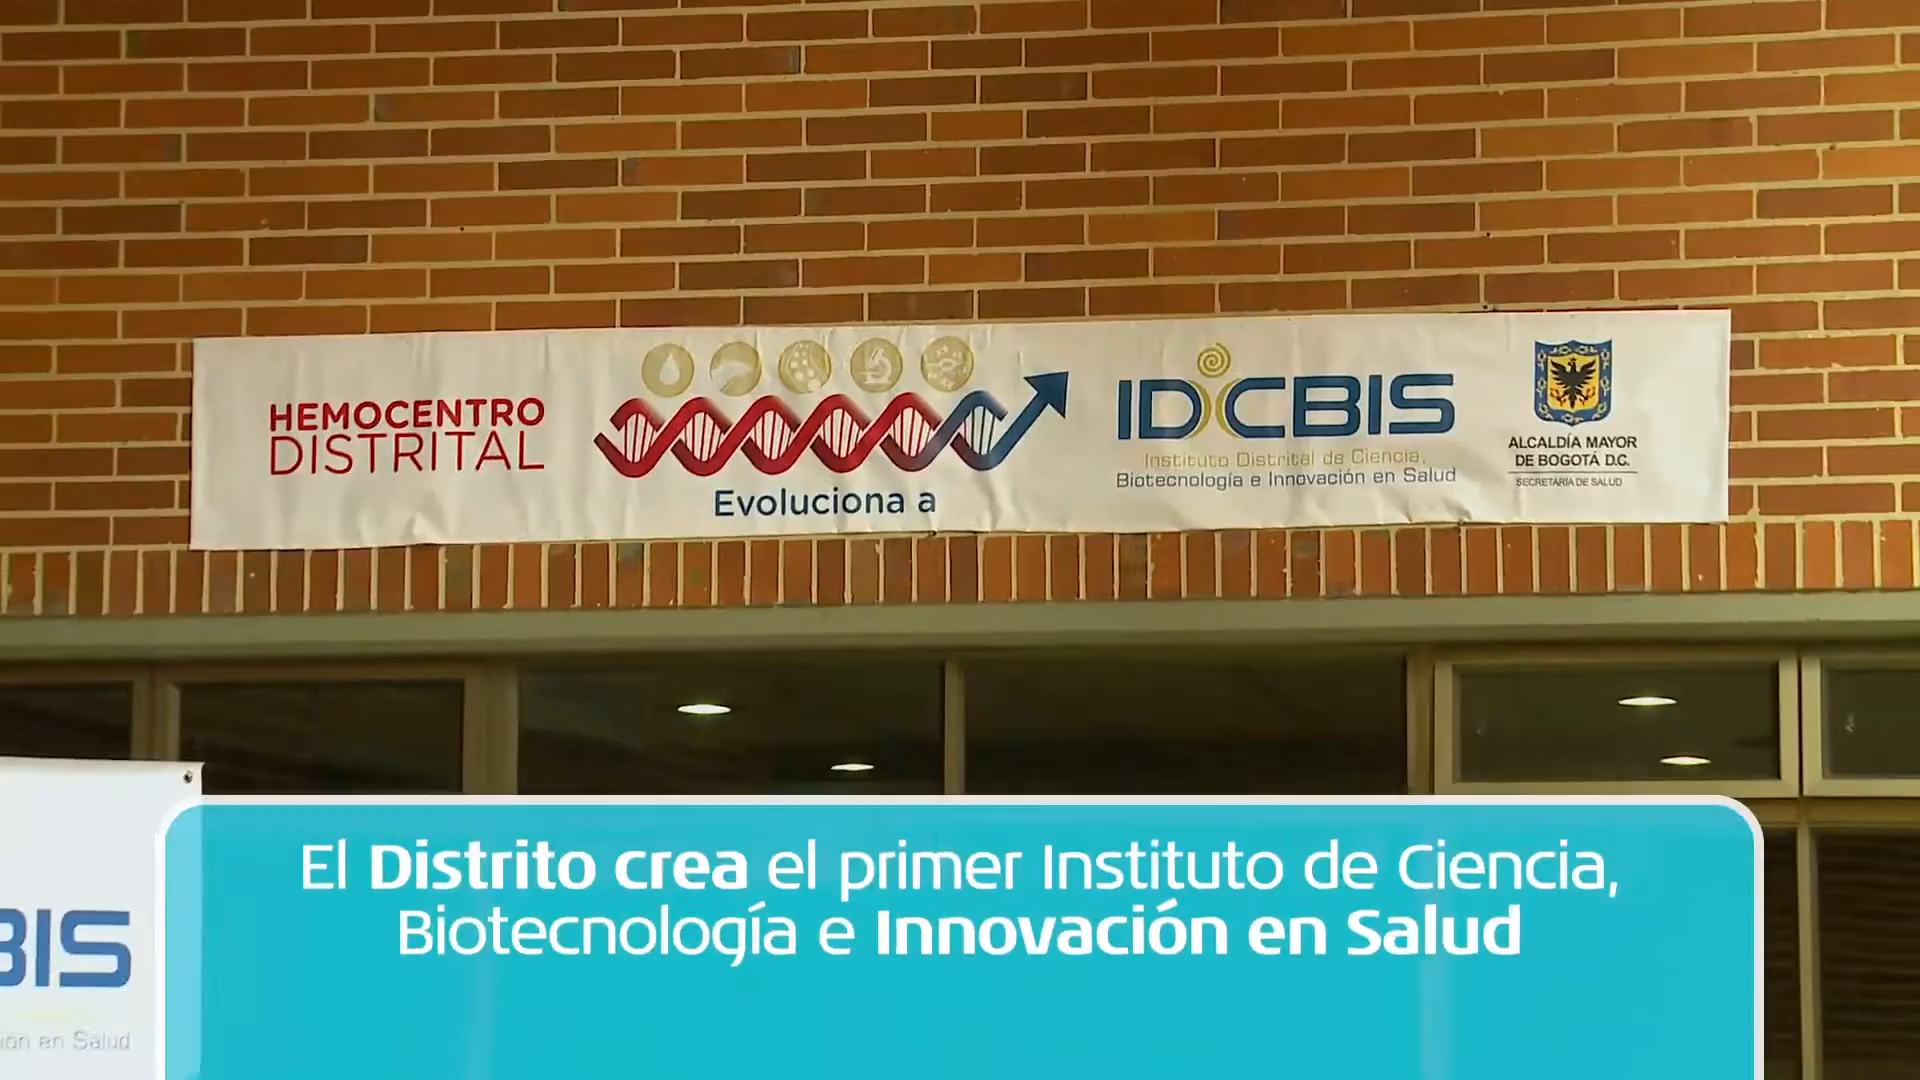 HEMOCENTRO
DISTRITAL
Evoluciona a
IDCBIS
Instituto Distrital de Ciencia,
Biotecnología e Innovación en Salud
ALCALDÍA MAYOR
DE BOGOTÁ D.C.
SECRETARÍA DE SALUD
BIS
ión en Salud
El Distrito crea el primer Instituto de Ciencia,
Biotecnología e Innovación en Salud